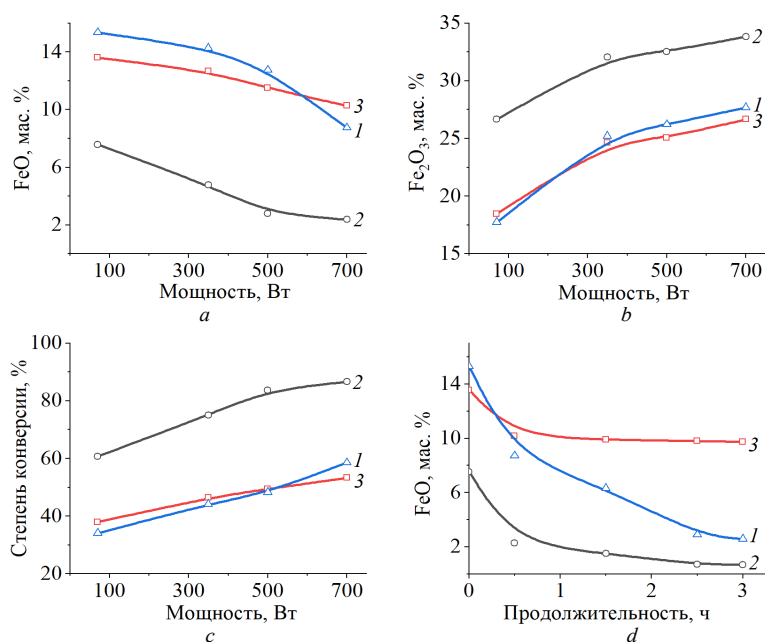 14
10
6
2
FeO, мас. %
3
1
2
100 300 500 700
Мощность, Вт
a
35
30
25
20
15
Fe₂O₃, мас. %
2
1
3
100 300 500 700
Мощность, Вт
b
100
80
60
40
20
Степень конверсии, %
2
1
3
100 300 500 700
Мощность, Вт
c
14
10
6
2
FeO, мас. %
3
1
2
0 1 2 3
Продолжительность, ч
d